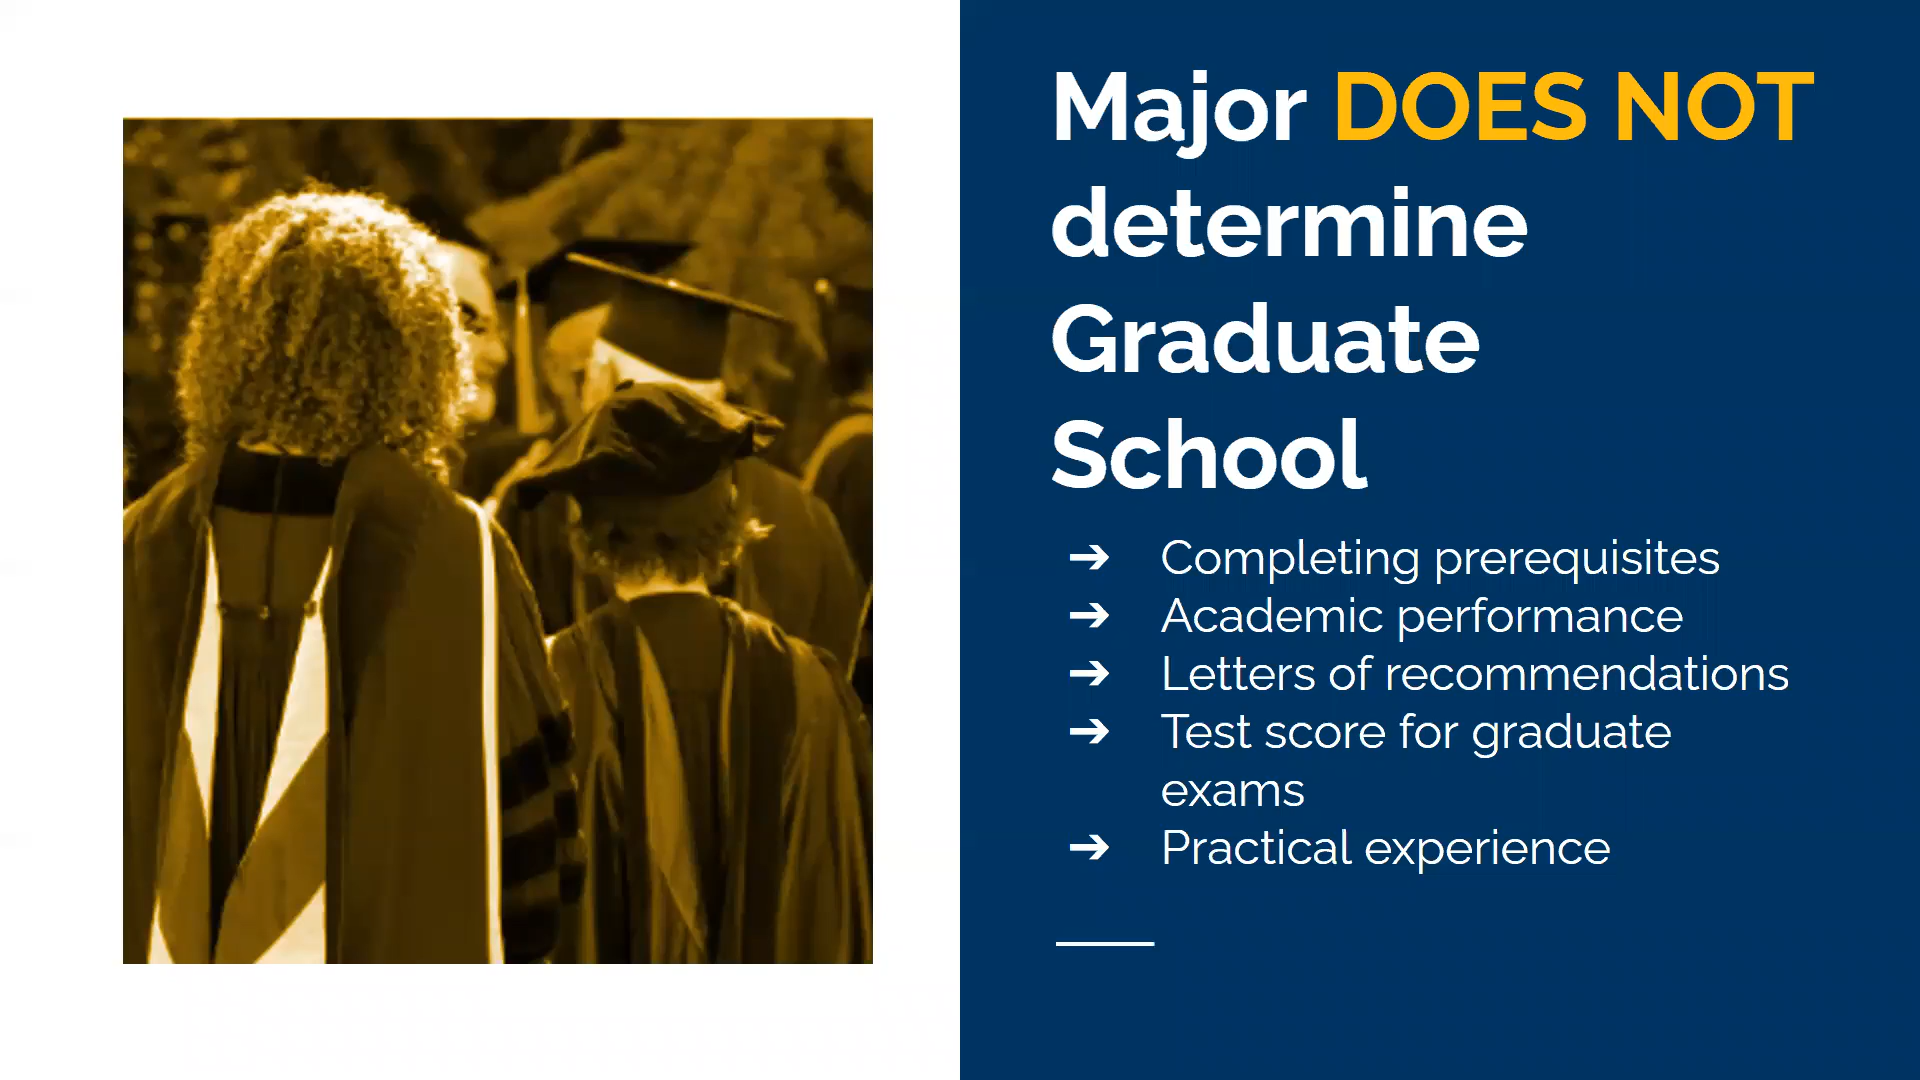 Major DOES NOT
determine
Graduate
School
➔ Completing prerequisites
➔ Academic performance
➔ Letters of recommendations
➔ Test score for graduate
exams
➔ Practical experience